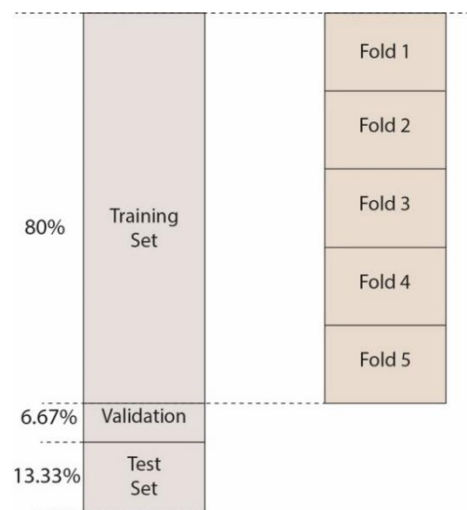 80%
Training
Set
6.67%
Validation
13.33%
Test
Set
Fold 1
Fold 2
Fold 3
Fold 4
Fold 5